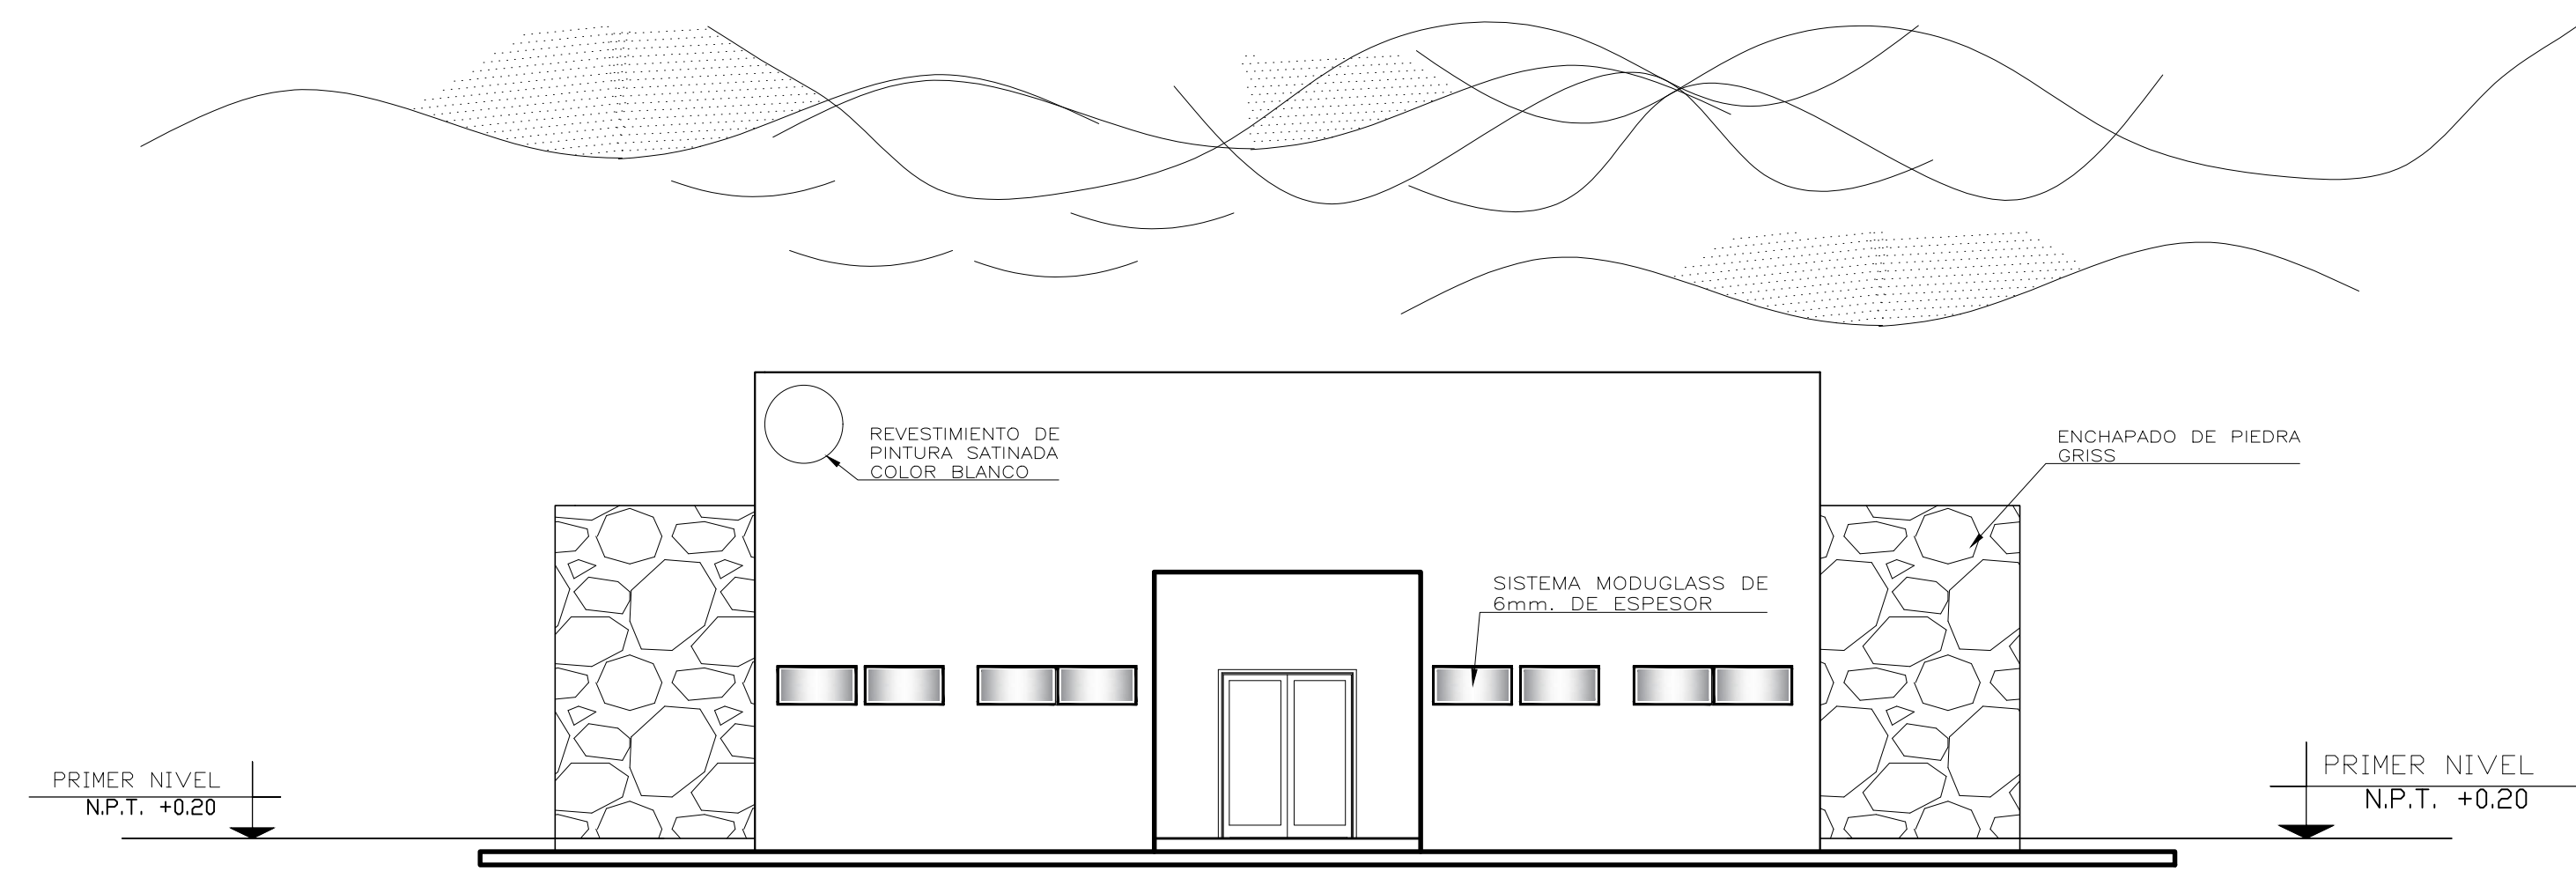 REVESTIMIENTO DE
PINTURA SATINADA
COLOR BLANCO
ENCHAPADO DE PIEDRA
GRISS
SISTEMA MODUGLASS DE
6mm. DE ESPESOR
PRIMER NIVEL
N.P.T. +0.20
PRIMER NIVEL
N.P.T. +0.20